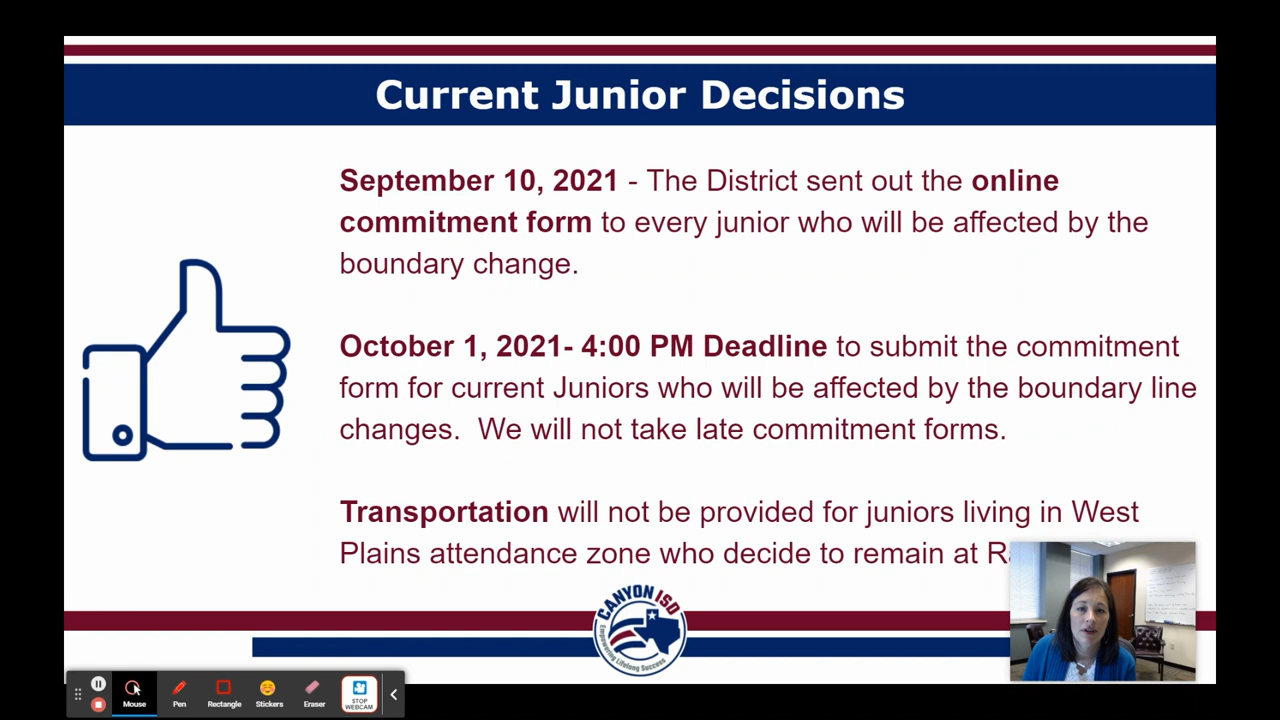 Current Junior Decisions
September 10, 2021 - The District sent out the online
commitment form to every junior who will be affected by the
boundary change.
October 1, 2021- 4:00 PM Deadline to submit the commitment
form for current Juniors who will be affected by the boundary line
changes.  We will not take late commitment forms.
Transportation will not be provided for juniors living in West
Plains attendance zone who decide to remain at
CANYON ISD
Empowering Lifelong Success
Mouse
Pen
Rectangle
Stickers
Eraser
STOP
WEBCAM